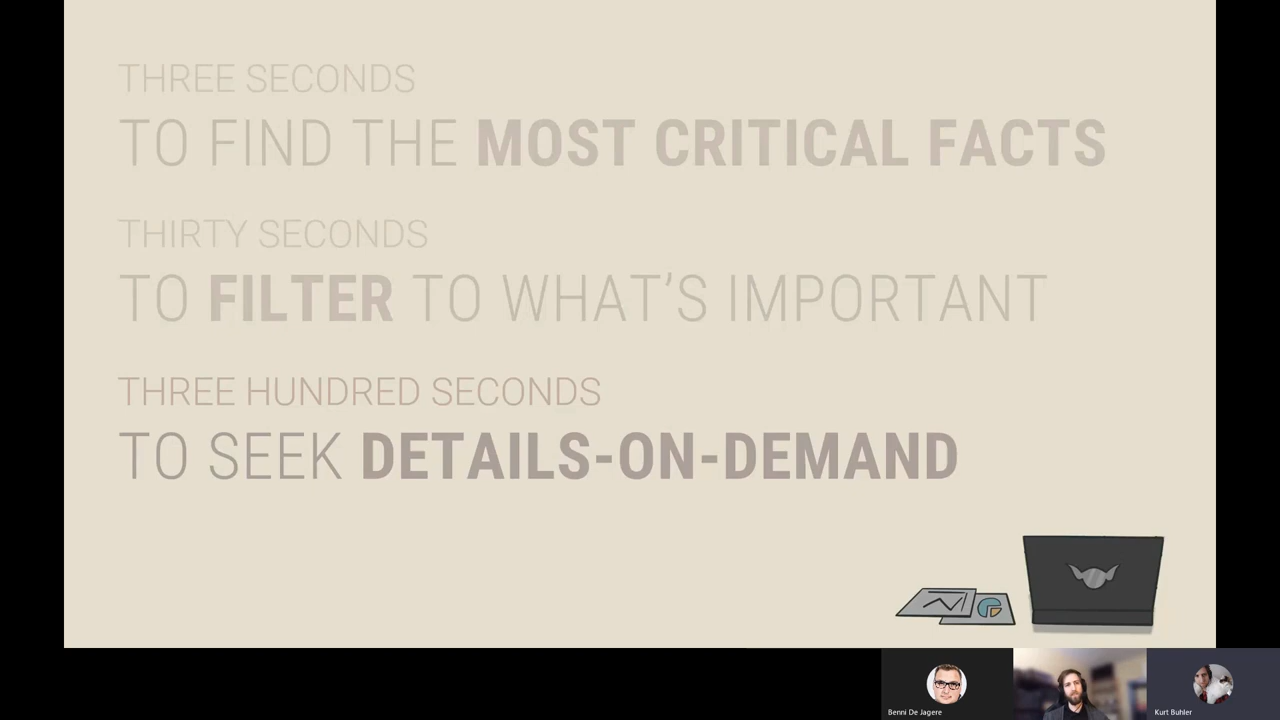 THREE SECONDS
TO FIND THE MOST CRITICAL FACTS
THIRTY SECONDS
TO FILTER TO WHAT'S IMPORTANT
THREE HUNDRED SECONDS
TO SEEK DETAILS-ON-DEMAND
Benni De Jagere
Kurt Buhler